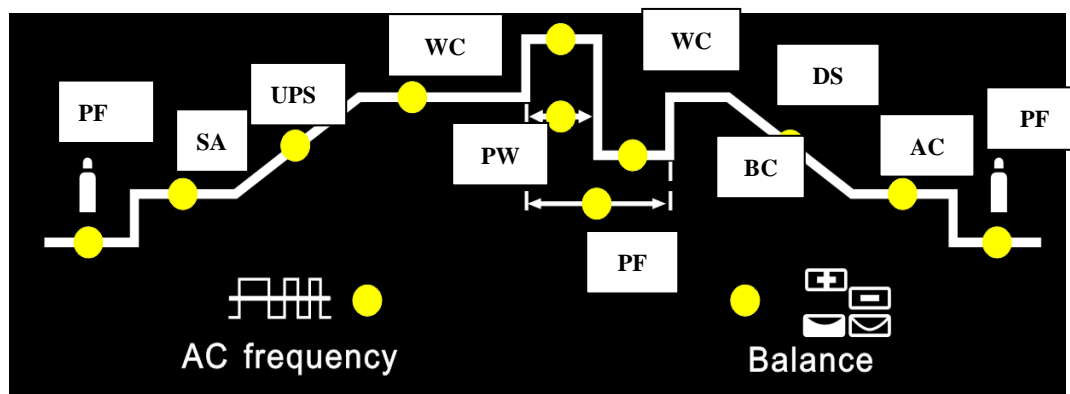 PF
SA
UPS
WC
PW
WC
PF
BC
DS
AC
PF
AC frequency
Balance